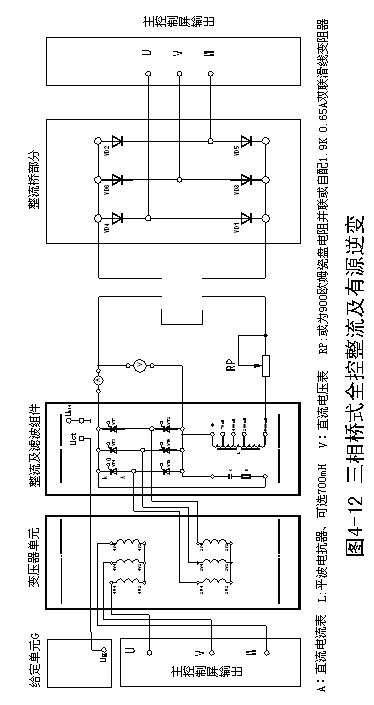 主控制屏输出
U
V
W
整流桥部分
VD2
VD6
VD4
VD5
VD3
VD1
RP
整流及滤波组件
Uct
变压器单元
给定单元G
Ug
U
V
W
主控制屏输出
A：直流电流表 L:平波电抗器、可选700mH V：直流电压表 RP:或为900欧姆瓷盘电阻并联或自配1.9K 0.65A双联滑线变阻器
图4-12 三相桥式全控整流及有源逆变